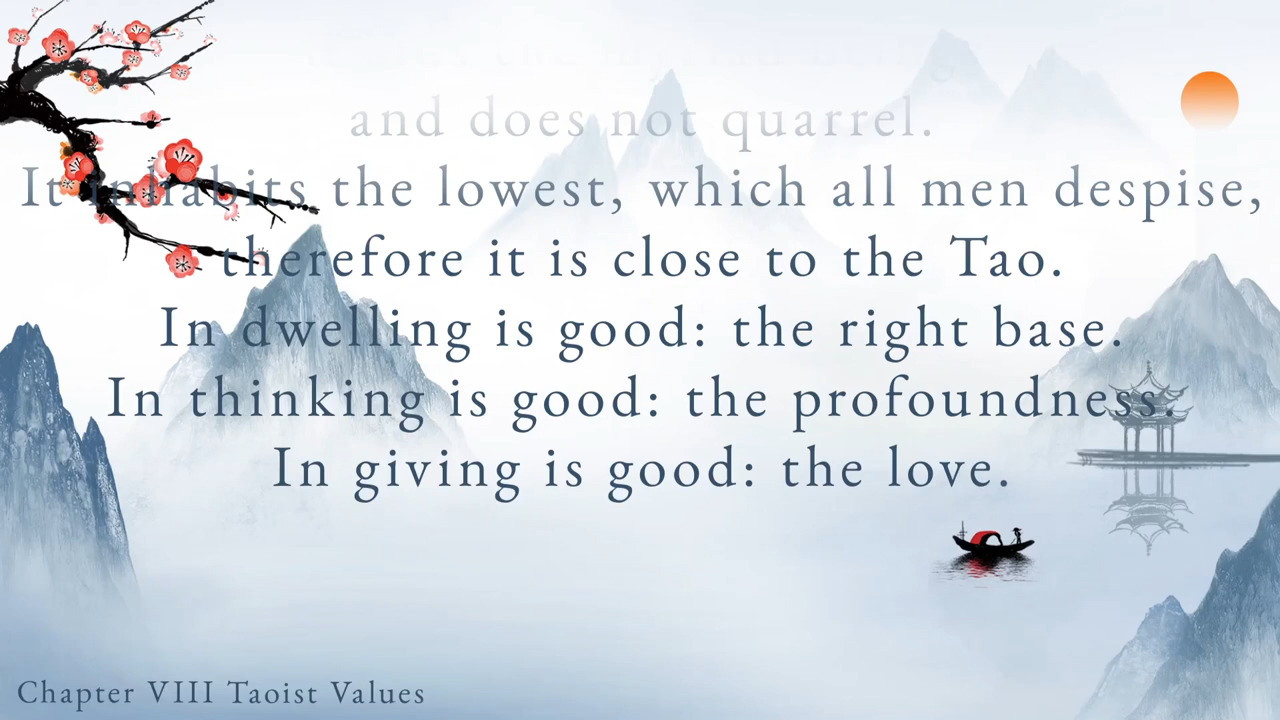 and does not quarrel.
It inhabits the lowest, which all men despise,
therefore it is close to the Tao.
In dwelling is good: the right base.
In thinking is good: the profoundness.
In giving is good: the love.
Chapter VIII Taoist Values